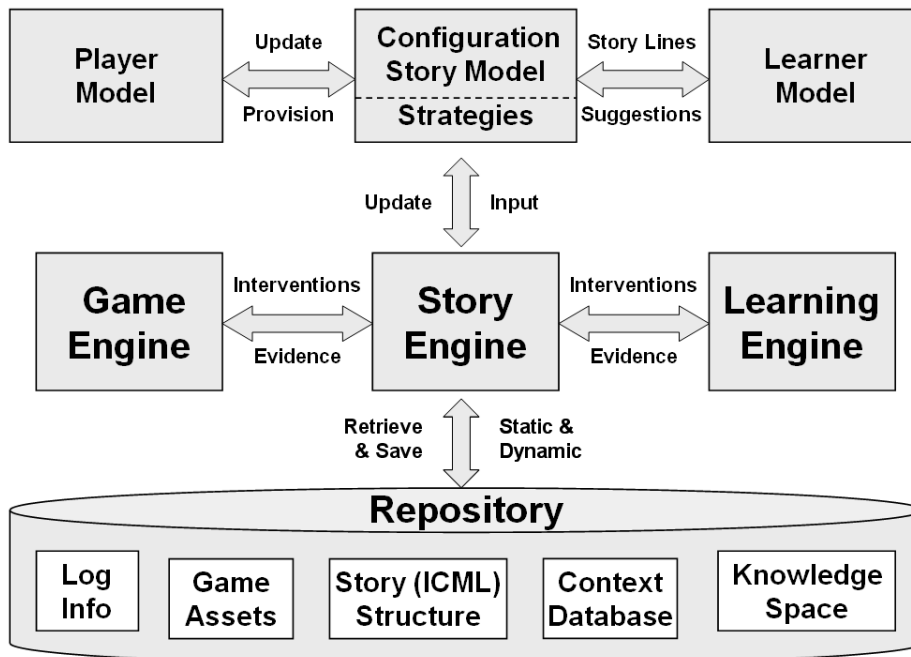 Player
Model
Update
Provision
Configuration
Story Model
Strategies
Story Lines
Suggestions
Learner
Model
Update
Input
Game
Engine
Interventions
Evidence
Story
Engine
Interventions
Evidence
Learning
Engine
Retrieve
& Save
Static &
Dynamic
Repository
Log
Info
Game
Assets
Story (ICML)
Structure
Context
Database
Knowledge
Space